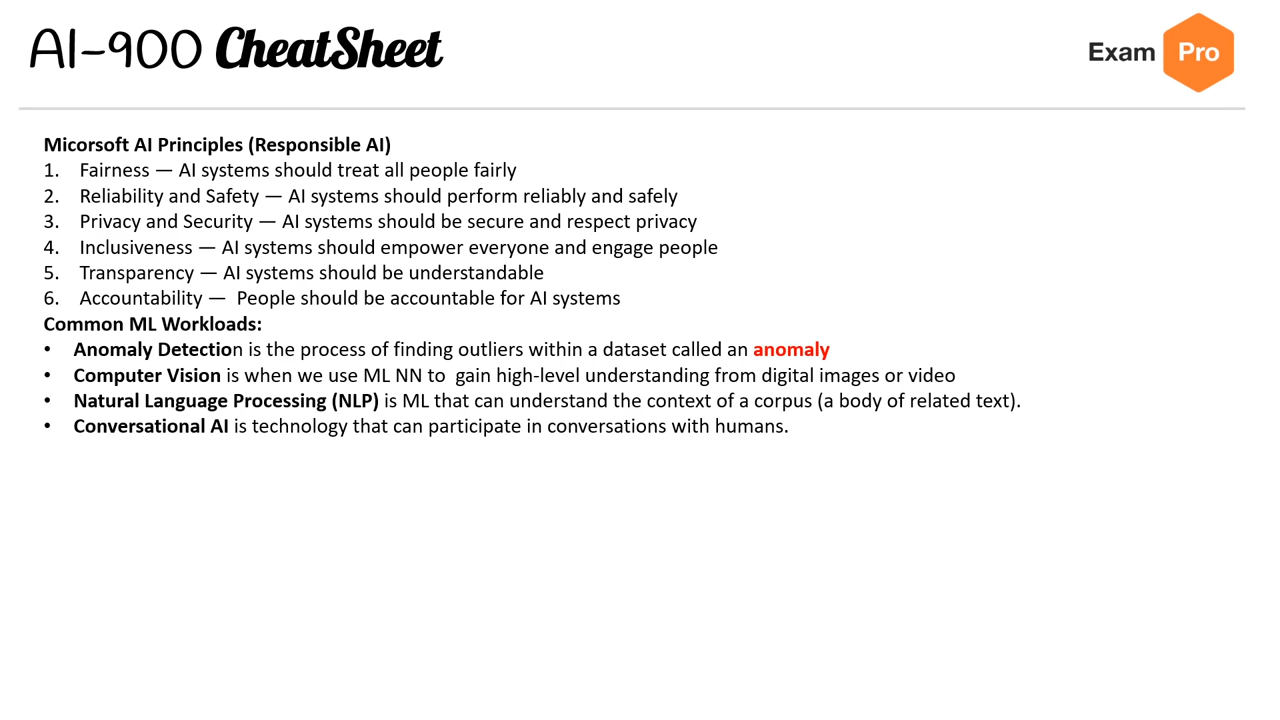 AI-900 CheatSheet
Exam Pro
Micorsoft AI Principles (Responsible AI)
1. Fairness — AI systems should treat all people fairly
2. Reliability and Safety — AI systems should perform reliably and safely
3. Privacy and Security — AI systems should be secure and respect privacy
4. Inclusiveness — AI systems should empower everyone and engage people
5. Transparency — AI systems should be understandable
6. Accountability — People should be accountable for AI systems
Common ML Workloads:
• Anomaly Detection is the process of finding outliers within a dataset called an anomaly
• Computer Vision is when we use ML NN to gain high-level understanding from digital images or video
• Natural Language Processing (NLP) is ML that can understand the context of a corpus (a body of related text).
• Conversational AI is technology that can participate in conversations with humans.